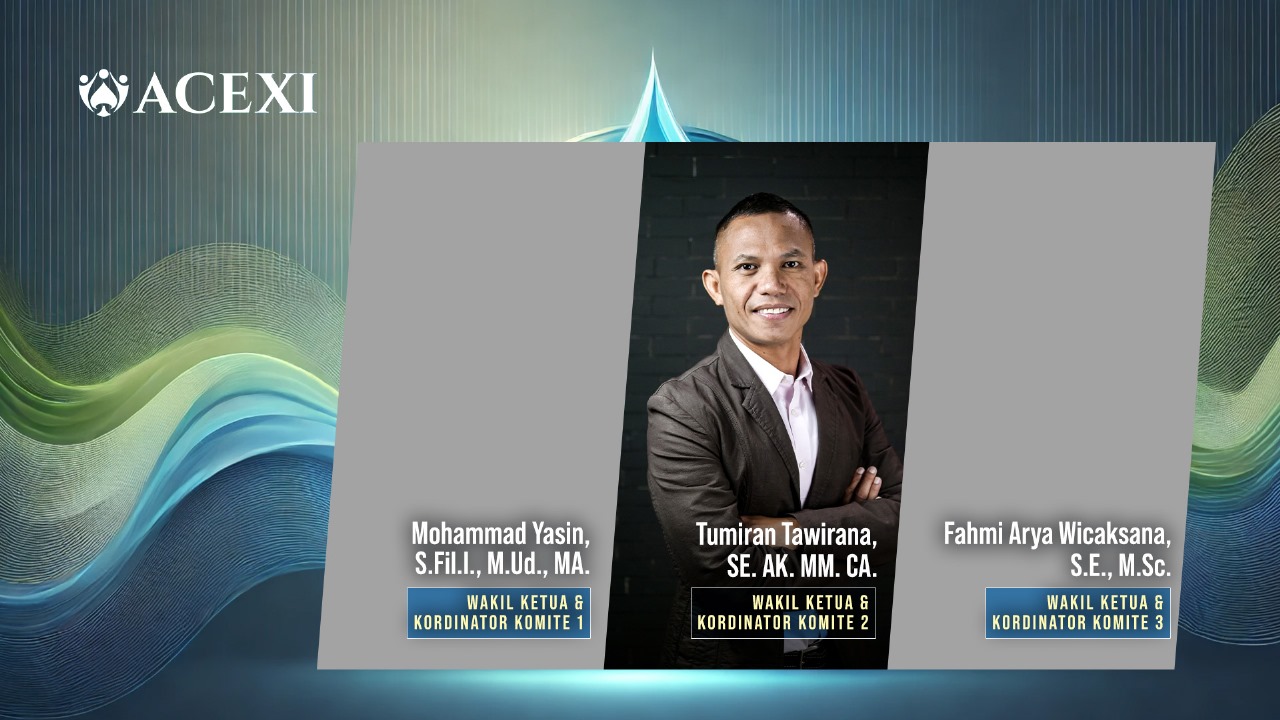 ACEXI
Mohammad Yasin,
S.Fil.I., M.Ud., MA.
WAKIL KETUA &
KORDINATOR KOMITE 1
Tumiran Tawirana,
SE. AK. MM. CA.
WAKIL KETUA &
KORDINATOR KOMITE 2
Fahmi Arya Wicaksana,
S.E., M.Sc.
WAKIL KETUA &
KORDINATOR KOMITE 3